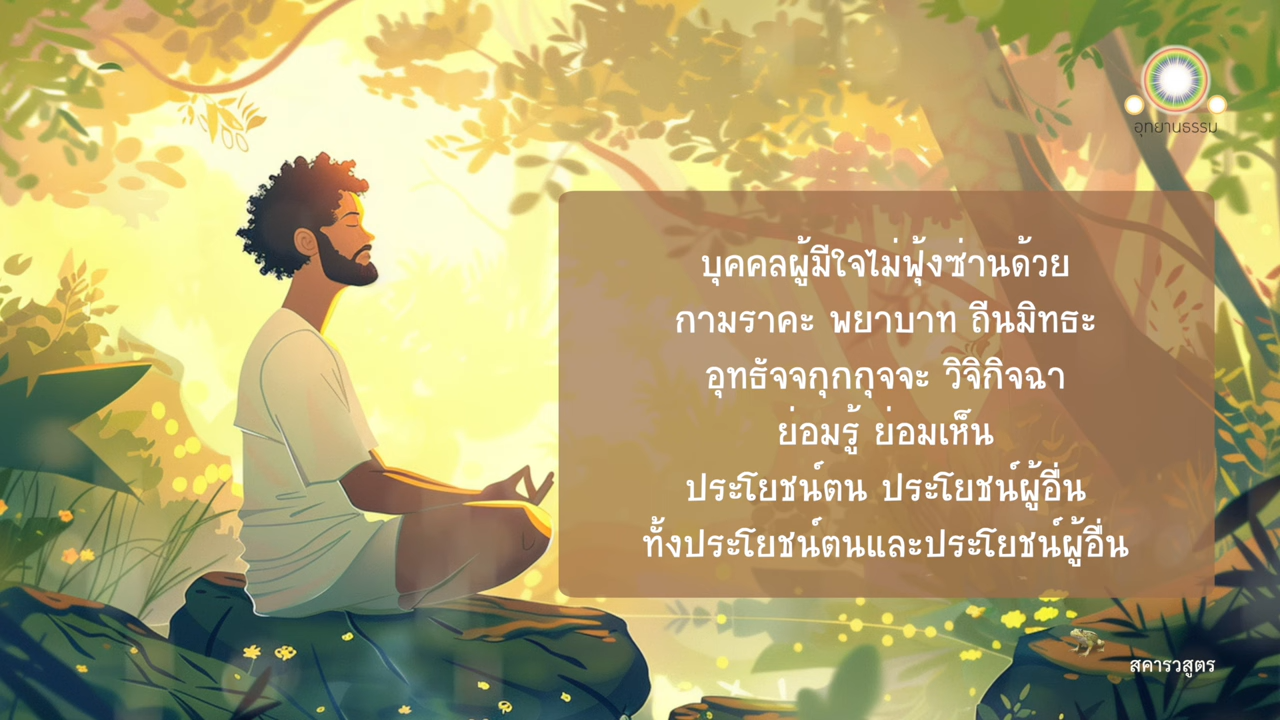 อุทยานธรรม
บุคคลผู้มีใจไม่ฟุ้งซ่านด้วย
กามราคะ พยาบาท ถีนมิทธะ
อุทธัจจกุกกุจจะ วิจิกิจฉา
ย่อมรู้ ย่อมเห็น
ประโยชน์ตน ประโยชน์ผู้อื่น
ทั้งประโยชน์ตนและประโยชน์ผู้อื่น
สคารวสูตร